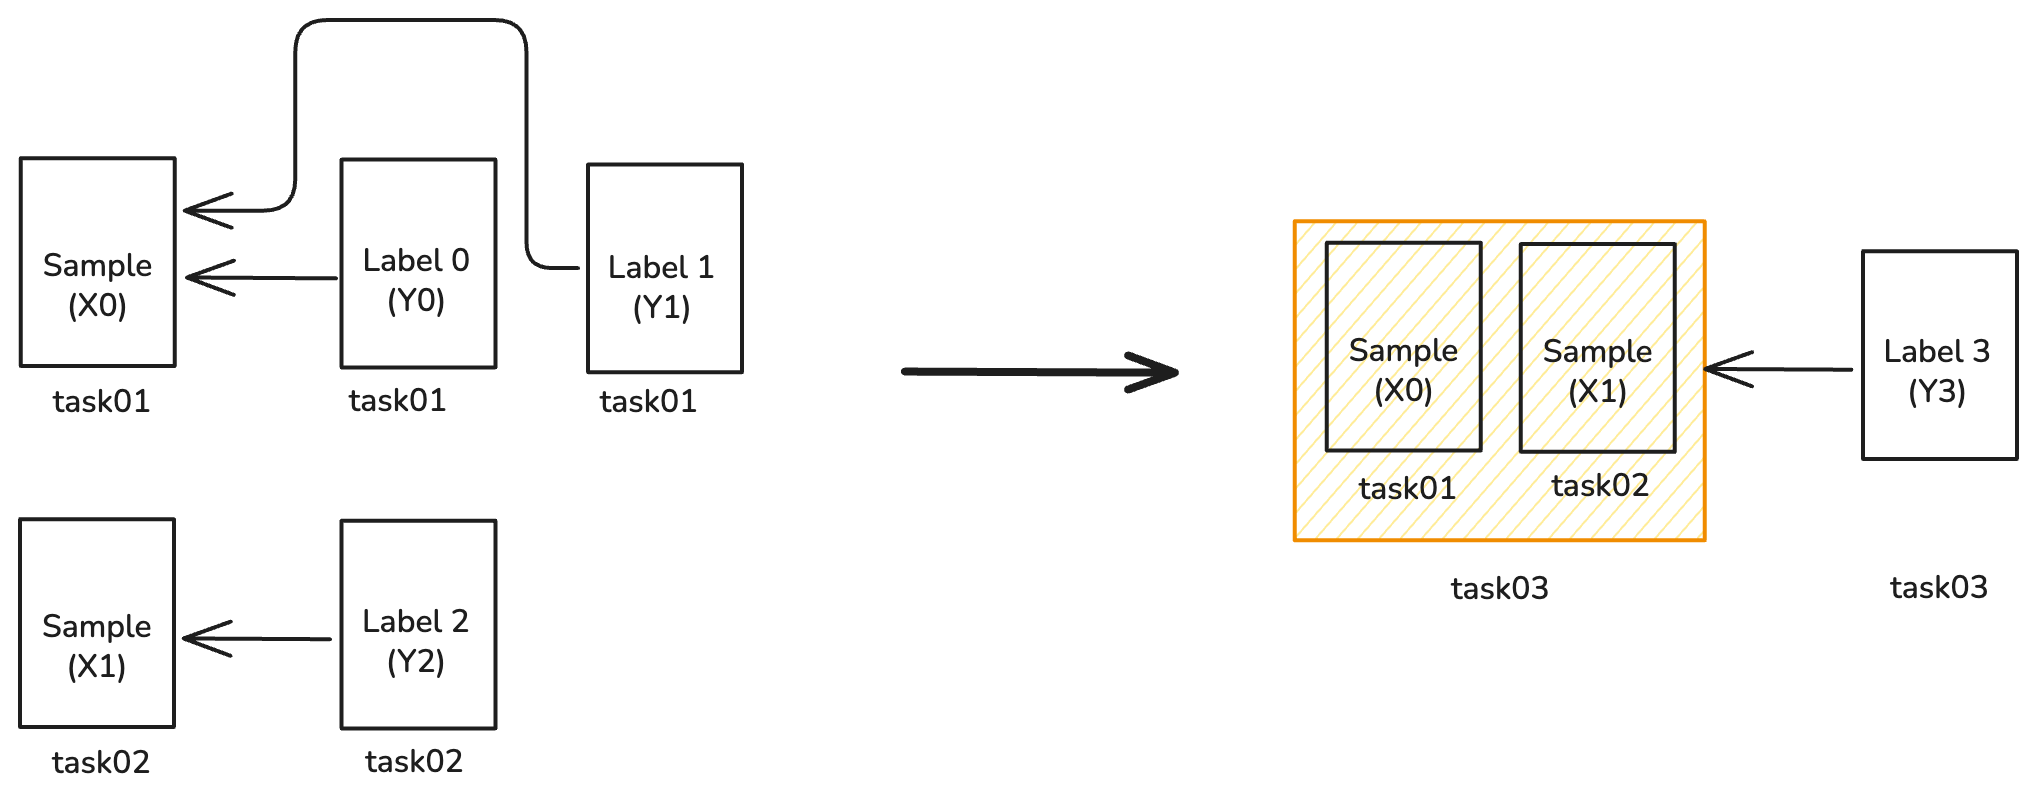 Sample
(X0)
task01
Label 0
(Y0)
task01
Label 1
(Y1)
task01
Sample
(X1)
task02
Label 2
(Y2)
task02
Sample
(X0)
task01
Sample
(X1)
task02
task03
Label 3
(Y3)
task03